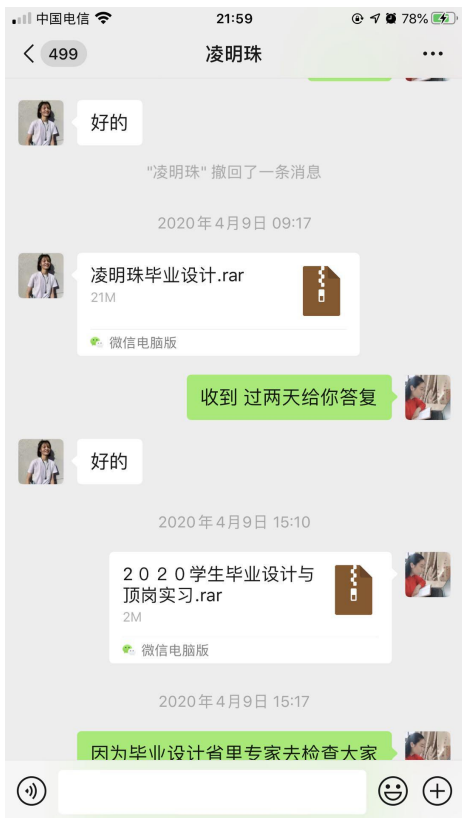 中国电信 21:59 78%
499 凌明珠
好的
"凌明珠" 撤回了一条消息
2020年4月9日 09:17
凌明珠毕业设计.rar
21M
微信电脑版
收到 过两天给你答复
好的
2020年4月9日 15:10
２０２０学生毕业设计与
顶岗实习.rar
2M
微信电脑版
2020年4月9日 15:17
因为毕业设计省里专家去检查大家